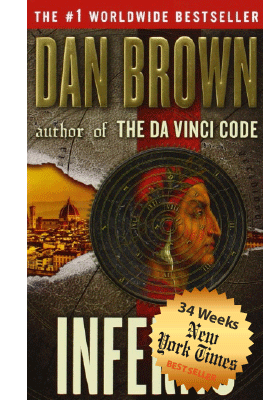 THE #1 WORLDWIDE BESTSELLER
DAN BROWN
author of THE DA VINCI CODE
34 Weeks
New
York Times
BESTSELLER